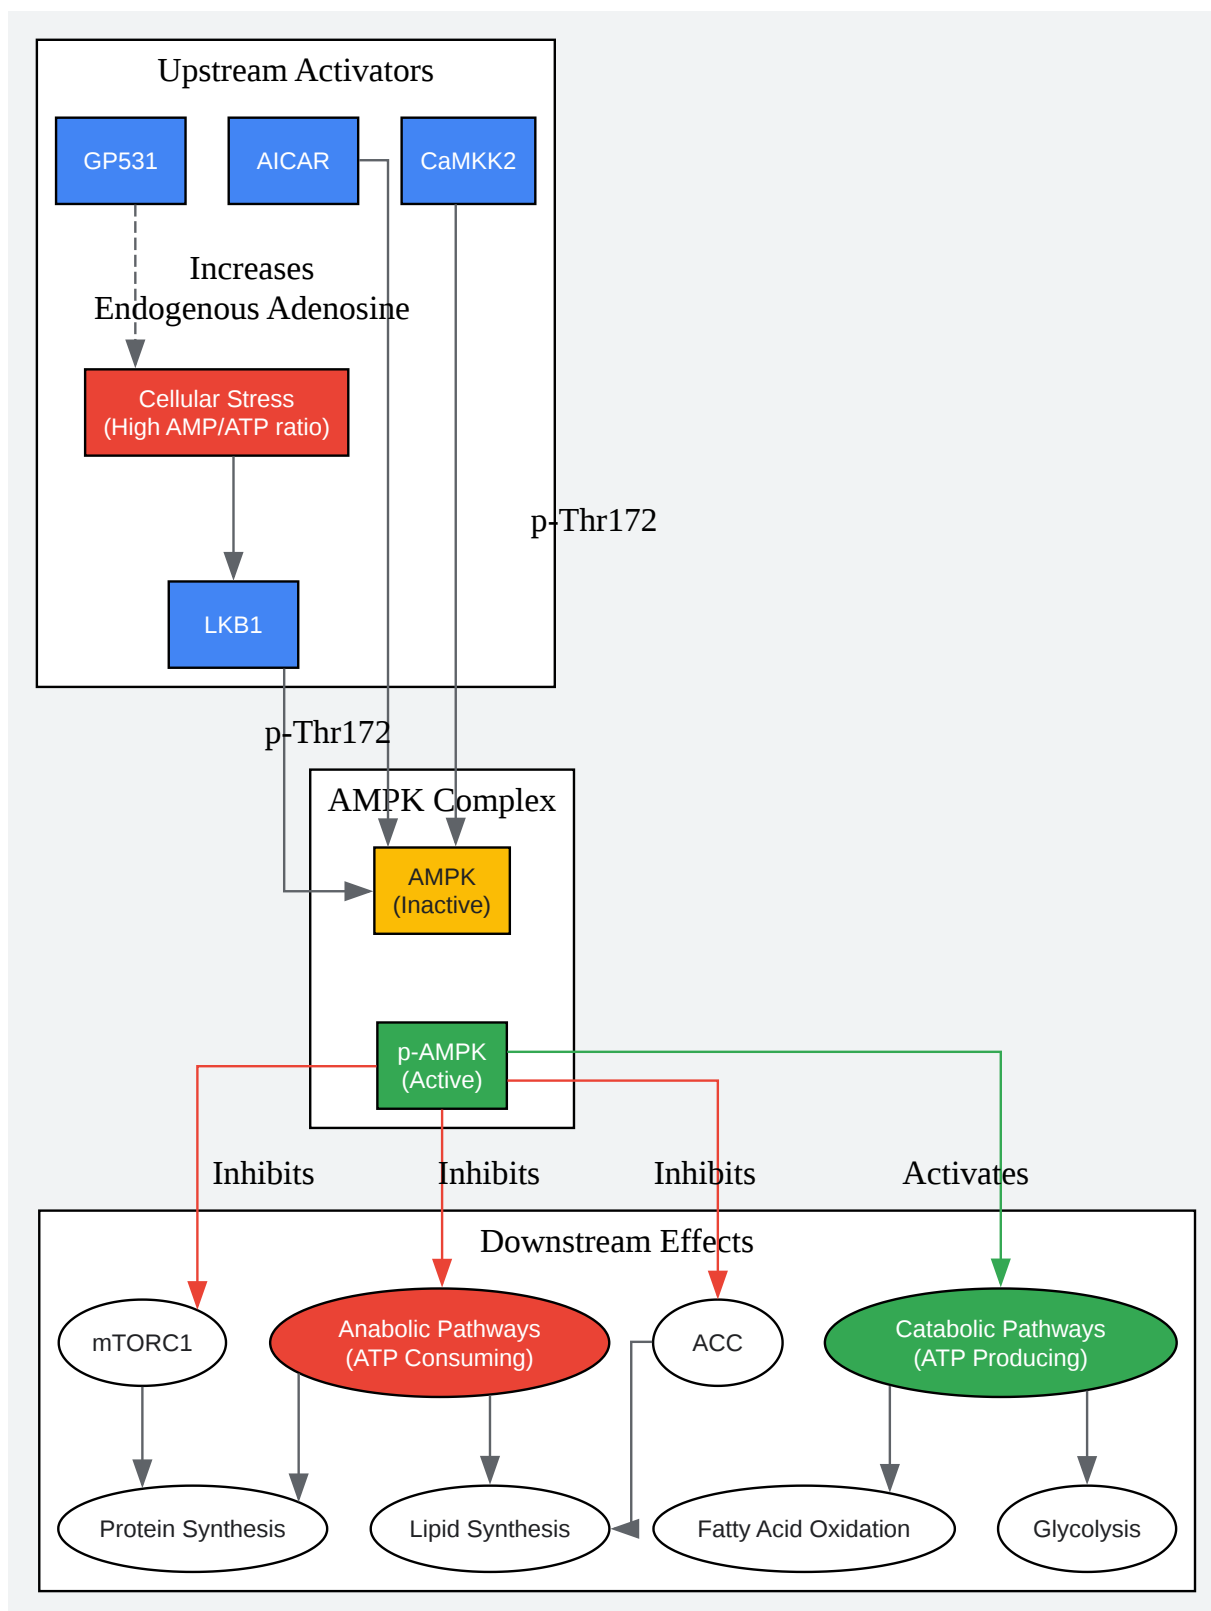 Upstream Activators
GP531
AICAR
CaMKK2
Increases
Endogenous Adenosine
Cellular Stress
(High AMP/ATP ratio)
p-Thr172
LKB1
p-Thr172
AMPK Complex
AMPK
(Inactive)
p-AMPK
(Active)
Inhibits
Inhibits
Inhibits
Activates
Downstream Effects
mTORC1
Anabolic Pathways
(ATP Consuming)
ACC
Catabolic Pathways
(ATP Producing)
Protein Synthesis
Lipid Synthesis
Fatty Acid Oxidation
Glycolysis